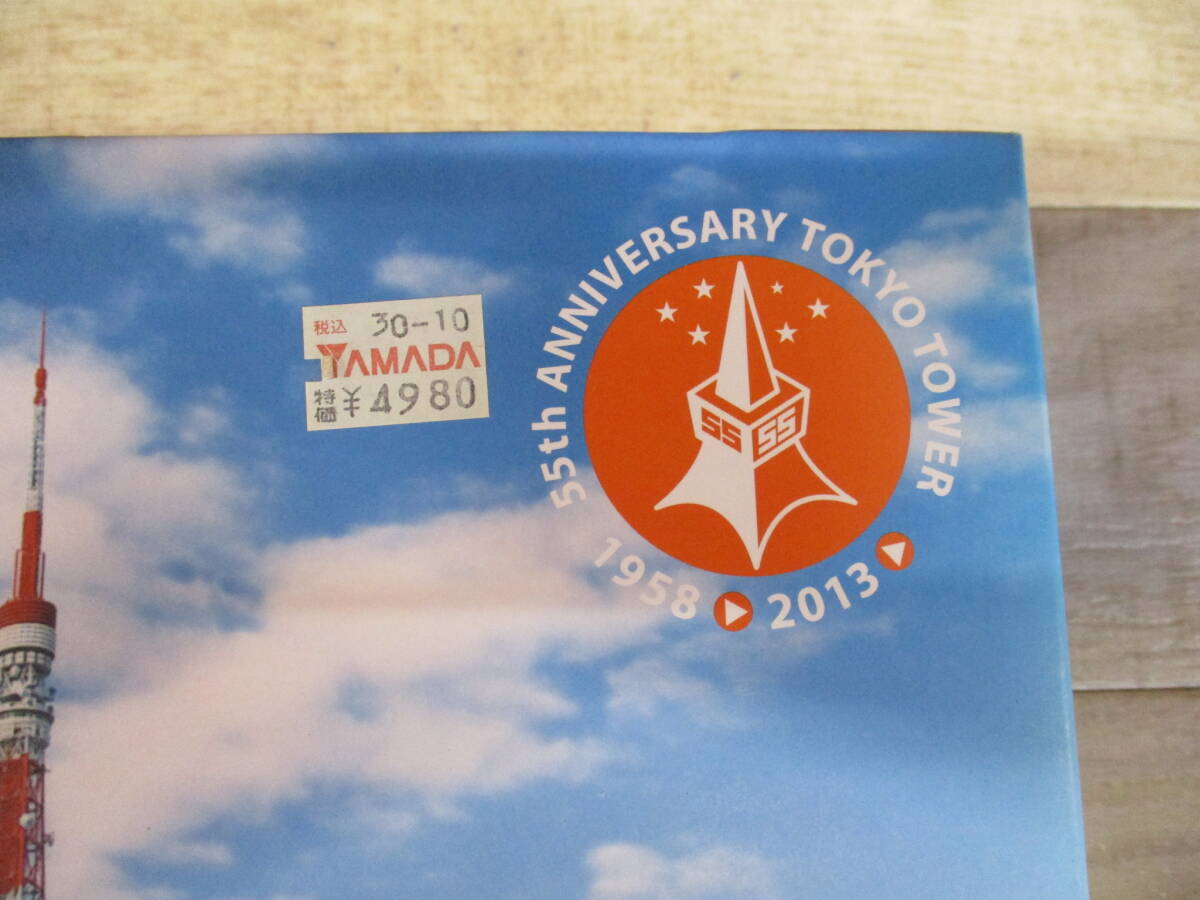 税込 30-10
YAMADA
特価 ¥ 4980
55th ANNIVERSARY TOKYO TOWER
55 55
1958 ▶ 2013 ▶